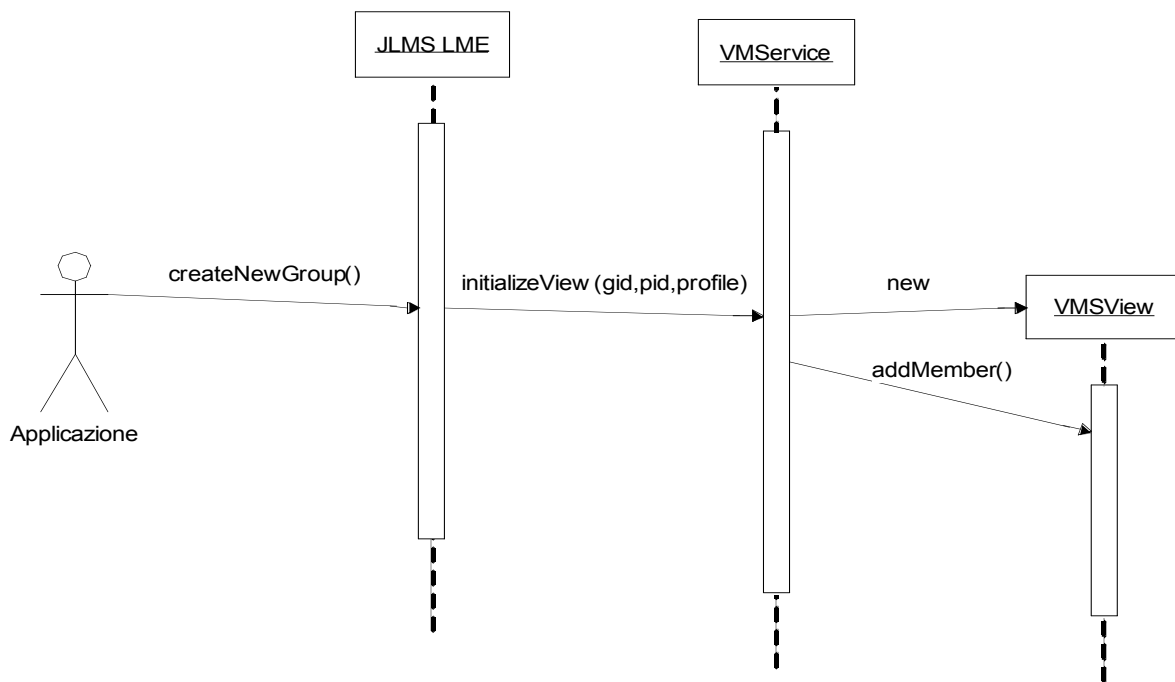 JLMS LME
VMService
createNewGroup()
initializeView (gid,pid,profile)
new
VMSView
addMember()
Applicazione